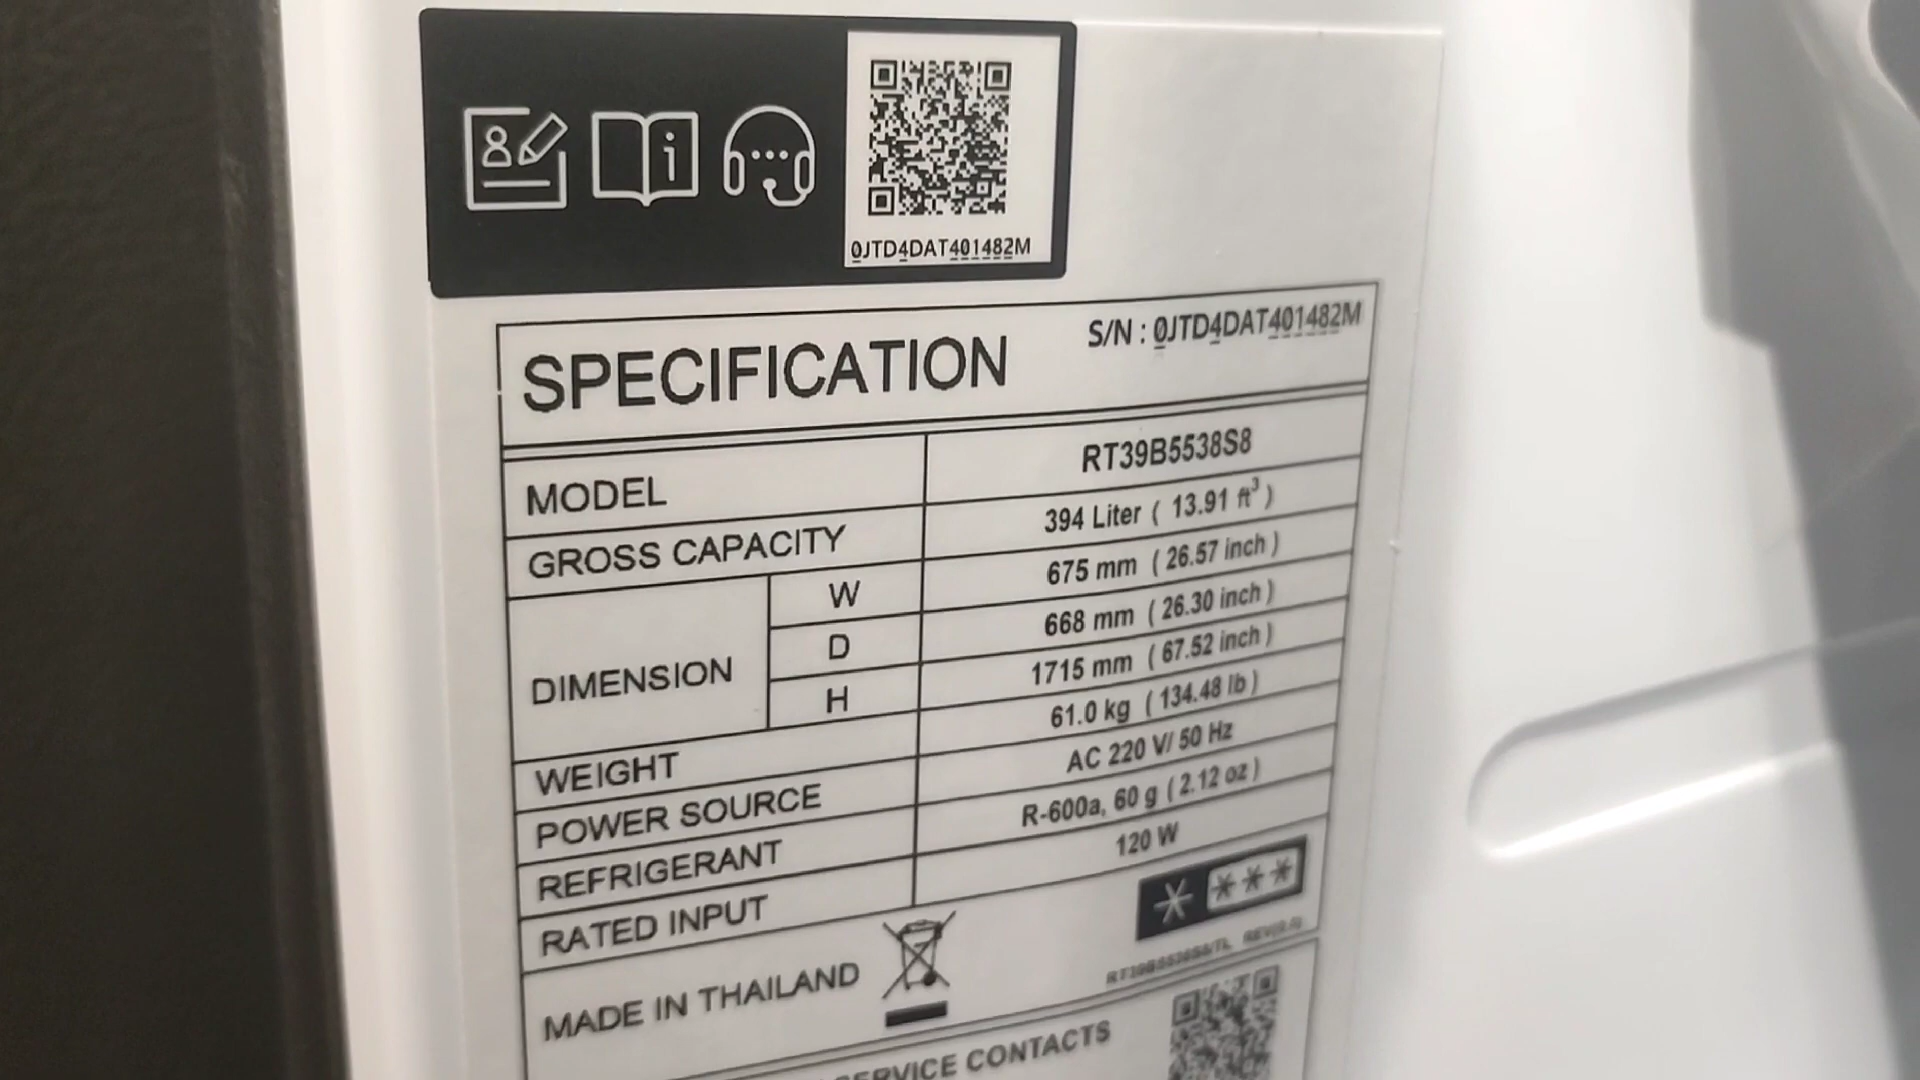 0JTD4DAT401482M
SPECIFICATION
S/N : 0JTD4DAT401482M
MODEL RT39B5538S8
GROSS CAPACITY 394 Liter ( 13.91 ft³ )
DIMENSION
W 675 mm ( 26.57 inch )
D 668 mm ( 26.30 inch )
H 1715 mm ( 67.52 inch )
WEIGHT 61.0 kg ( 134.48 lb )
POWER SOURCE AC 220 V/ 50 Hz
REFRIGERANT R-600a, 60 g ( 2.12 oz )
RATED INPUT 120 W
MADE IN THAILAND
SERVICE CONTACTS